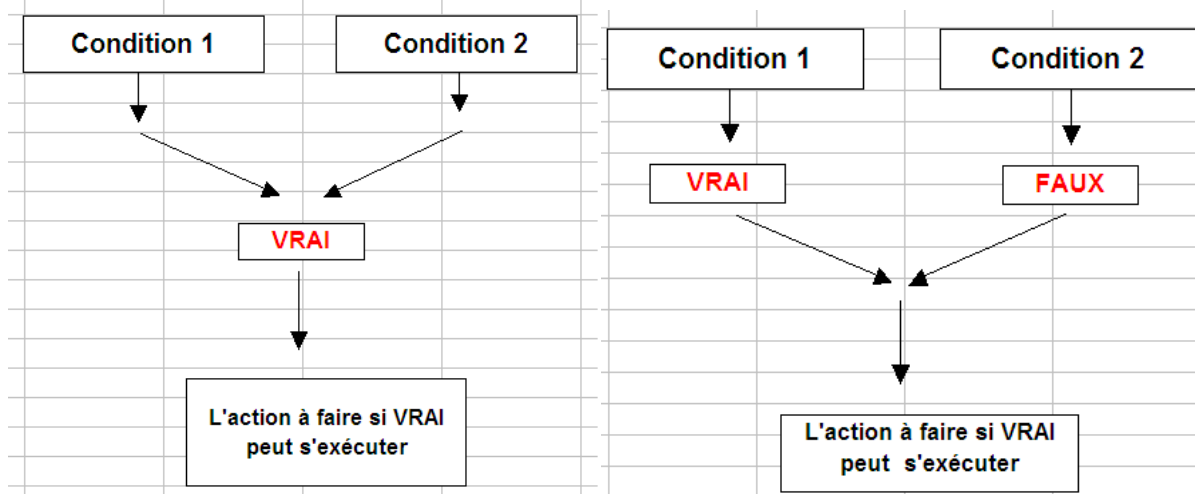 Condition 1
Condition 2
VRAI
L'action à faire si VRAI
peut s'exécuter
Condition 1
Condition 2
VRAI
FAUX
L'action à faire si VRAI
peut s'exécuter